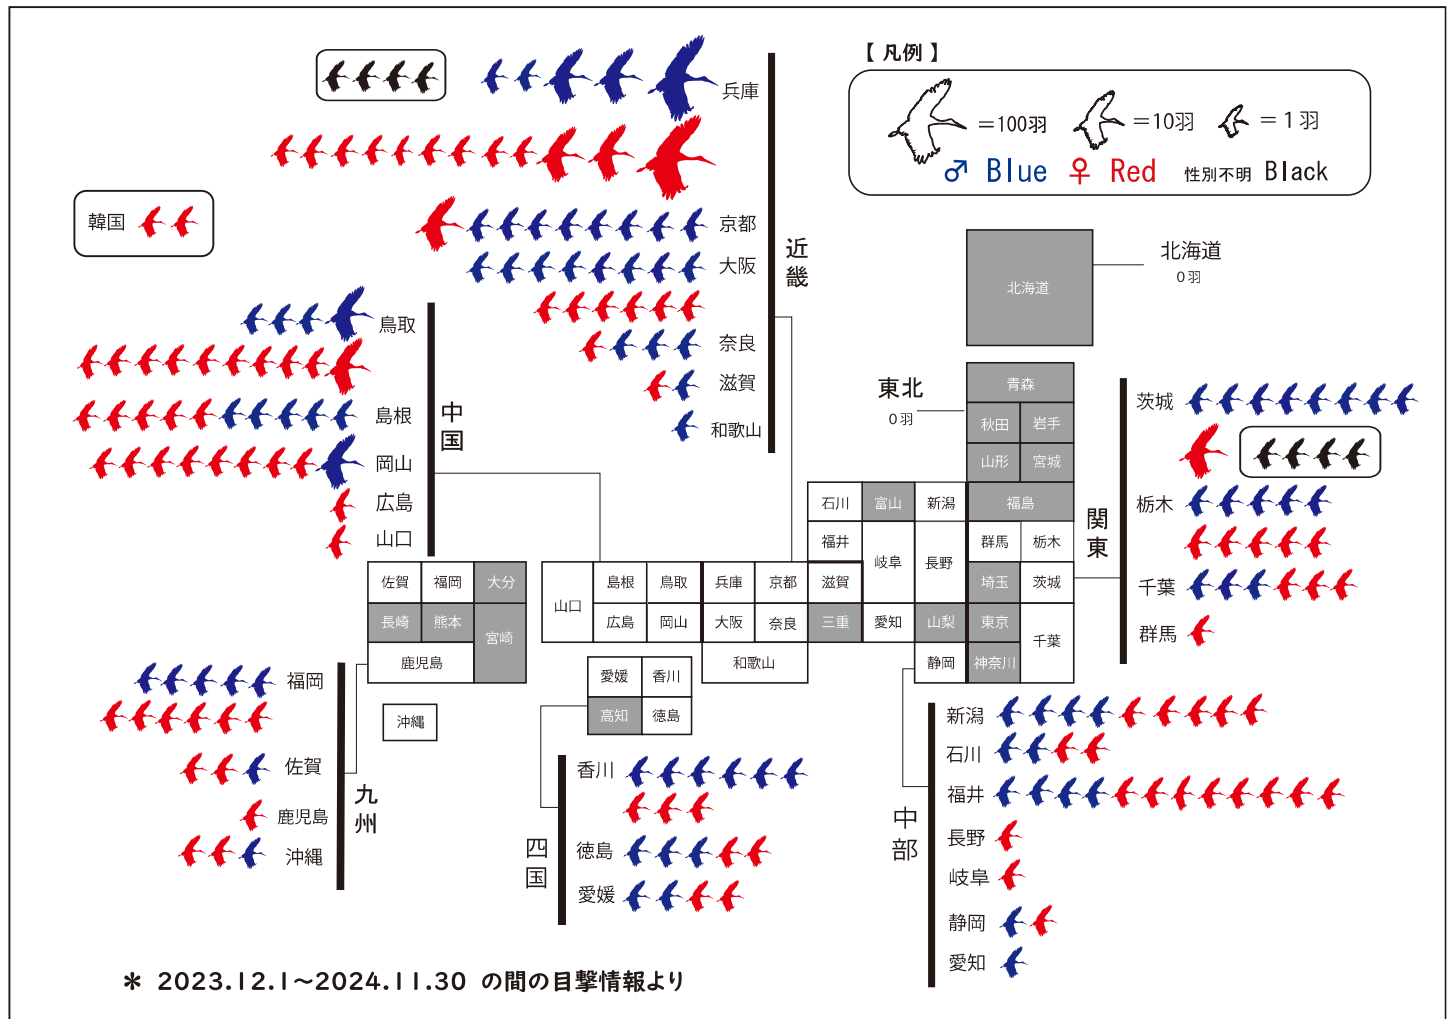 【 凡例 】
=100羽 =10羽 =1羽
♂ Blue ♀ Red 性別不明 Black
兵庫
京都
大阪
奈良
滋賀
和歌山
近畿
韓国
鳥取
島根
岡山
広島
山口
中国
北海道
北海道
0羽
東北
0羽
青森
秋田 岩手
山形 宮城
石川 富山 新潟 福島
福井 岐阜 長野 群馬 栃木
佐賀 福岡 大分 山口 島根 鳥取 兵庫 京都 滋賀 埼玉 茨城
長崎 熊本 宮崎 広島 岡山 大阪 奈良 三重 愛知 山梨 東京 千葉
鹿児島 和歌山 静岡 神奈川
愛媛 香川
高知 徳島
沖縄
関東
茨城
栃木
千葉
群馬
福岡
佐賀
鹿児島
沖縄
九州
四国
香川
徳島
愛媛
中部
新潟
石川
福井
長野
岐阜
静岡
愛知
* 2023.12.1~2024.11.30 の間の目撃情報より